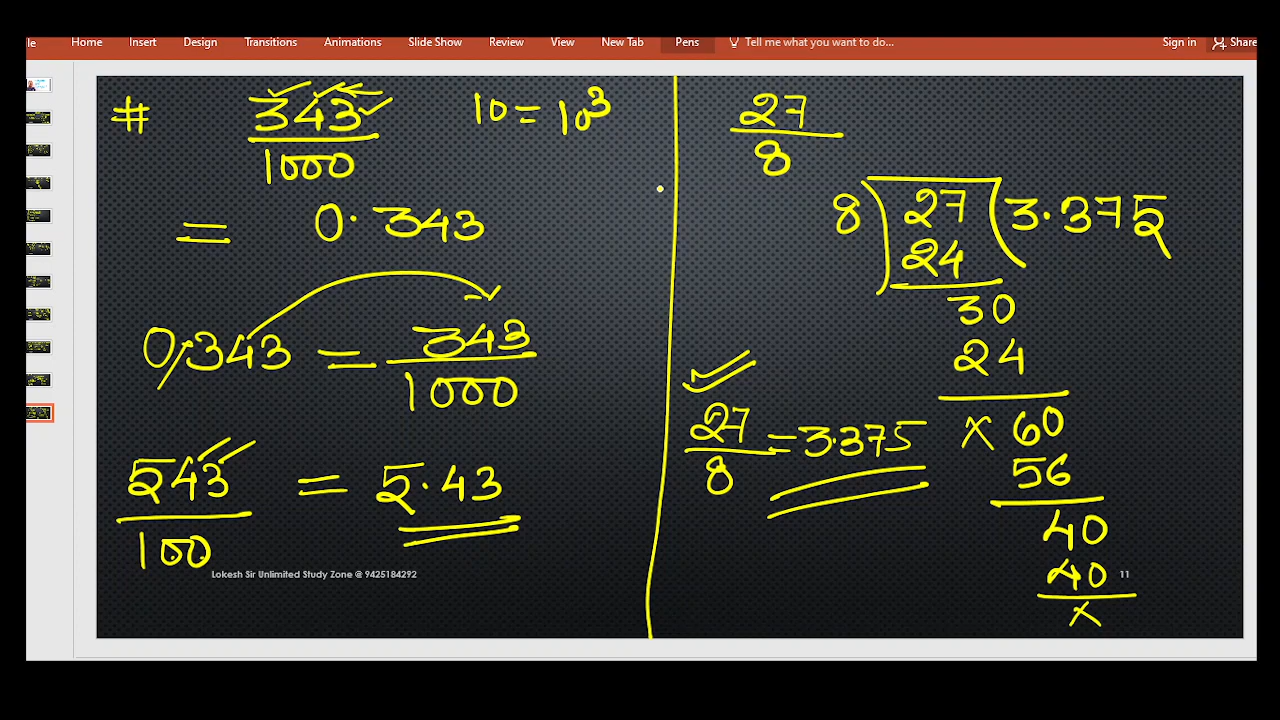 le Home Insert Design Transitions Animations Slide Show Review View New Tab Pens Tell me what you want to do... Sign in Share
# 343/1000 10 = 10³
= 0.343
0.343 = 343/1000
543/100 = 5.43
27/8
8) 27 (3.375
24
30
24
x 60
56
40
40
x
27/8 = 3.375
Lokesh Sir Unlimited Study Zone @ 9425184292
11